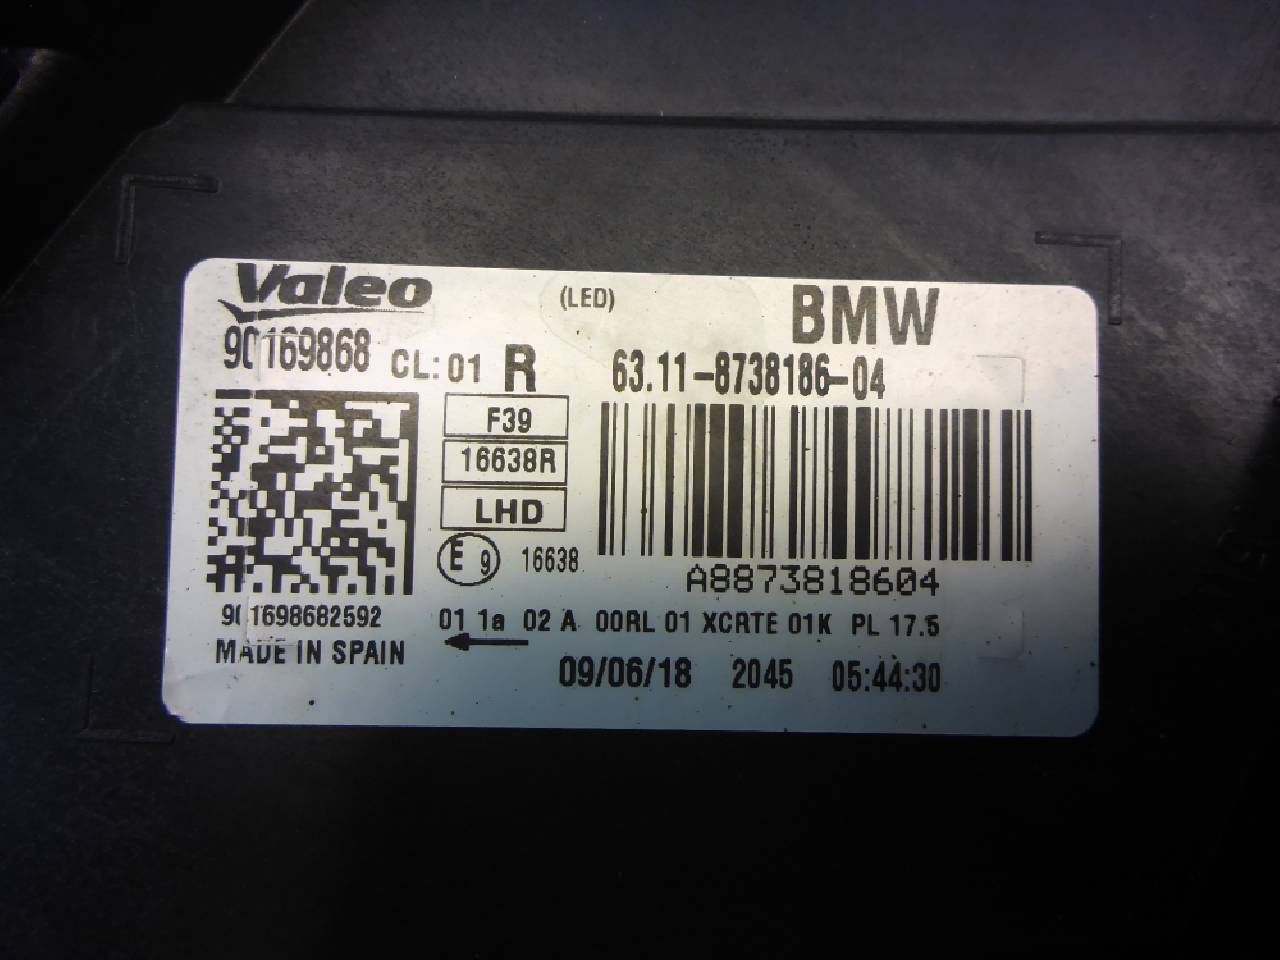 Valeo (LED) BMW
90169868 CL:01 R 63.11-8738186-04
F39
16638R
LHD
E 9 16638
A8873818604
901698682592 01 1a 02 A 00RL 01 XCRTE 01K PL 17.5
MADE IN SPAIN
09/06/18 2045 05:44:30